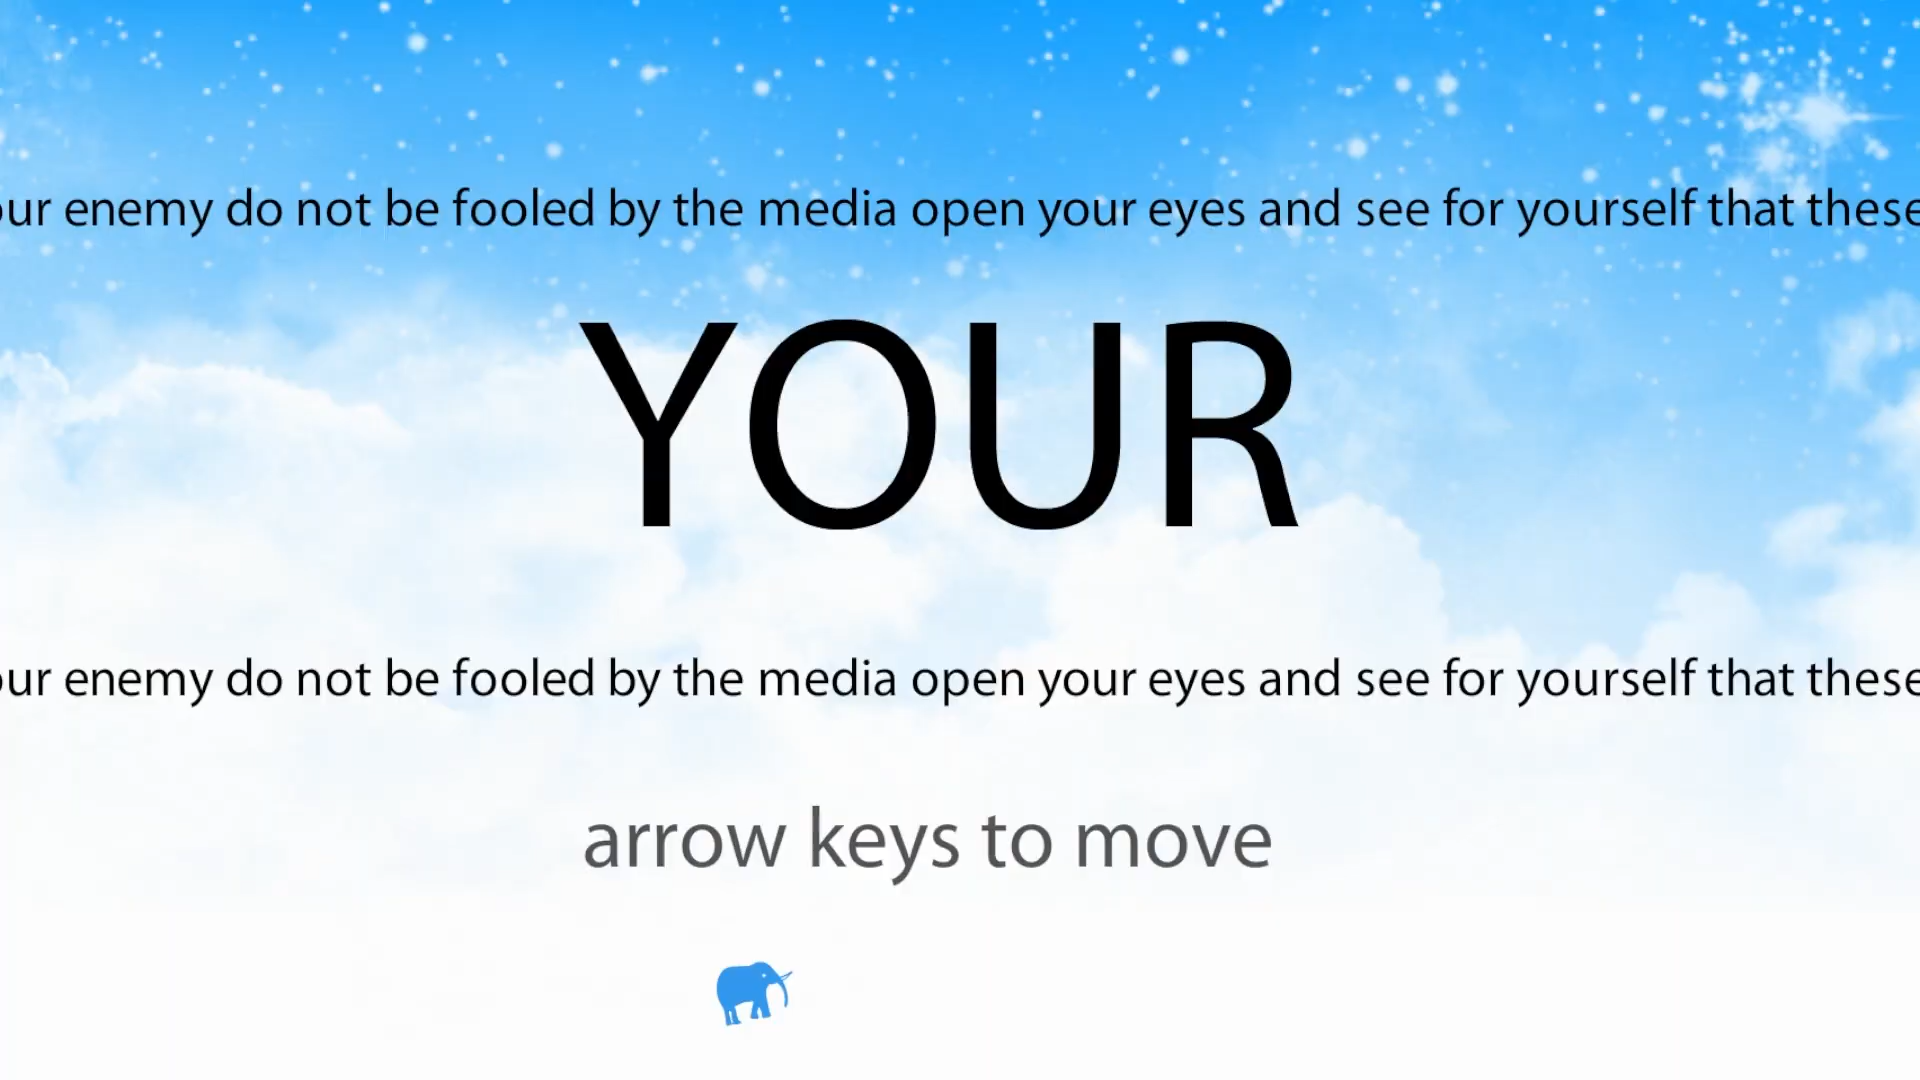 enemy do not be fooled by the media open your eyes and see for yourself that these
YOUR
enemy do not be fooled by the media open your eyes and see for yourself that these
arrow keys to move